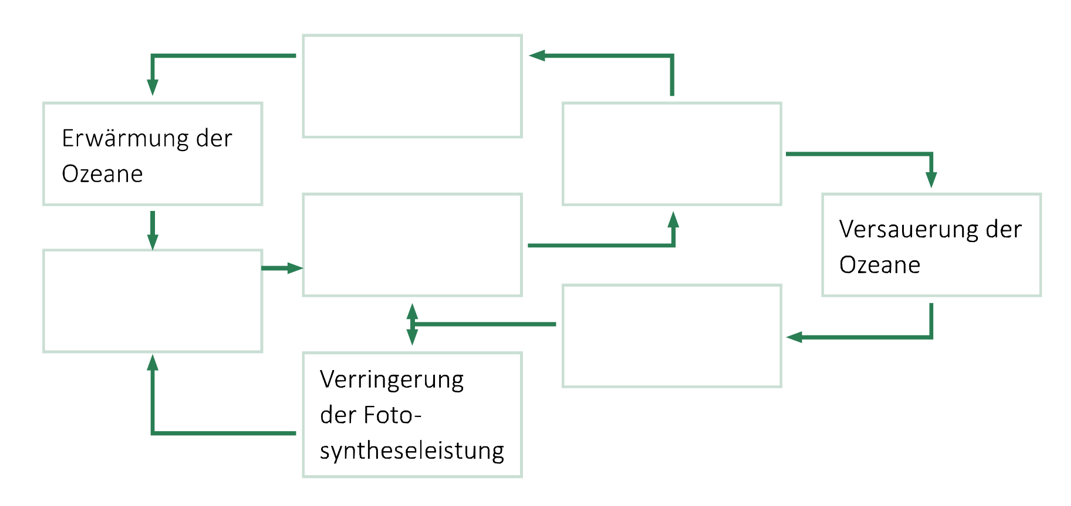 Erwärmung der
Ozeane
Versauerung der
Ozeane
Verringerung
der Foto-
syntheseleistung